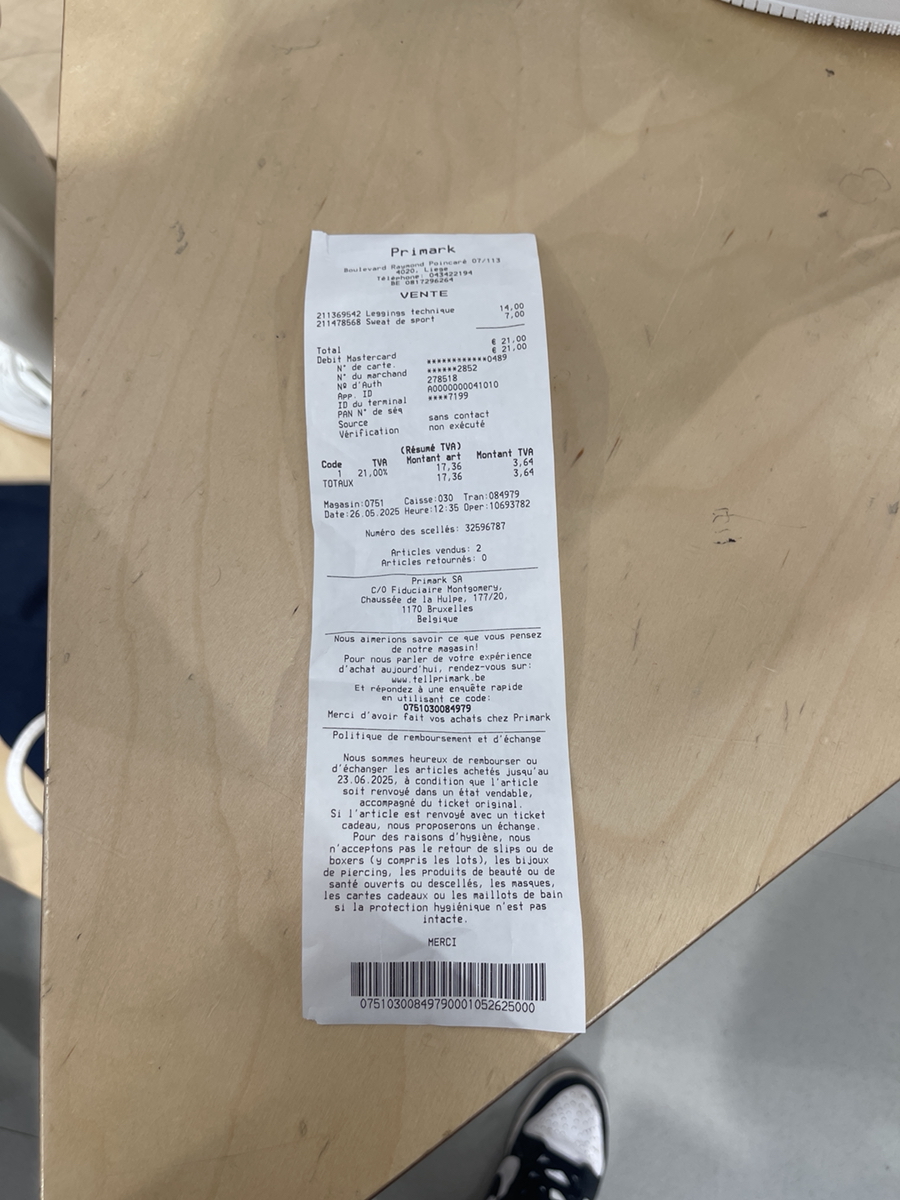 Primark
Boulevard Raymond Poincaré 07/113
4020, Liege
Téléphone: 043422194
BE 0817296264
VENTE
211369542 Leggings technique 14,00
211478568 Sweat de sport 7,00
Total € 21,00
Debit Mastercard € 21,00
N° de carte. ************0489
N° du marchand ******2852
Nº d'Auth 278518
App. ID A0000000041010
ID du terminal ****7199
PAN N° de séq
Source sans contact
Vérification non exécuté
(Résumé TVA)
Code TVA Montant art Montant TVA
1 21,00% 17,36 3,64
TOTAUX 17,36 3,64
Magasin:0751 Caisse:030 Tran:084979
Date:26.05.2025 Heure:12:35 Oper:10693782
Numéro des scellés: 32596787
Articles vendus: 2
Articles retournés: 0
Primark SA
C/O Fiduciaire Montgomery,
Chaussée de la Hulpe, 177/20,
1170 Bruxelles
Belgique
Nous aimerions savoir ce que vous pensez
de notre magasin!
Pour nous parler de votre expérience
d'achat aujourd'hui, rendez-vous sur:
www.tellprimark.be
Et répondez à une enquête rapide
en utilisant ce code:
0751030084979
Merci d'avoir fait vos achats chez Primark
Politique de remboursement et d'échange
Nous sommes heureux de rembourser ou
d'échanger les articles achetés jusqu'au
23.06.2025, à condition que l'article
soit renvoyé dans un état vendable,
accompagné du ticket original.
Si l'article est renvoyé avec un ticket
cadeau, nous proposerons un échange.
Pour des raisons d'hygiène, nous
n'acceptons pas le retour de slips ou de
boxers (y compris les lots), les bijoux
de piercing, les produits de beauté ou de
santé ouverts ou descellés, les masques,
les cartes cadeaux ou les maillots de bain
si la protection hygiénique n'est pas
intacte.
MERCI
07510300849790001052625000